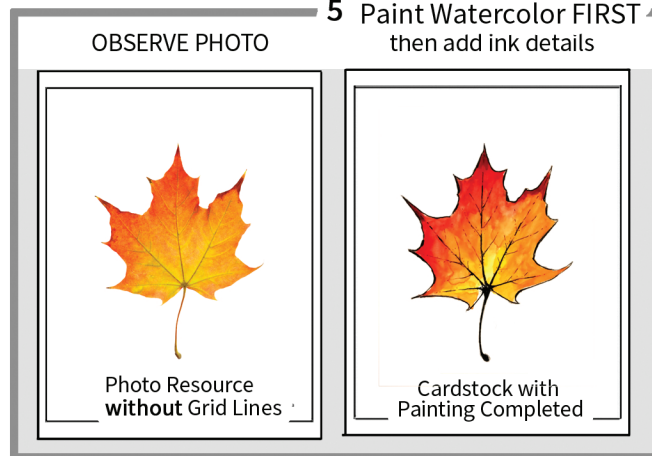 5 Paint Watercolor FIRST
OBSERVE PHOTO
then add ink details
Photo Resource
without Grid Lines
Cardstock with
Painting Completed